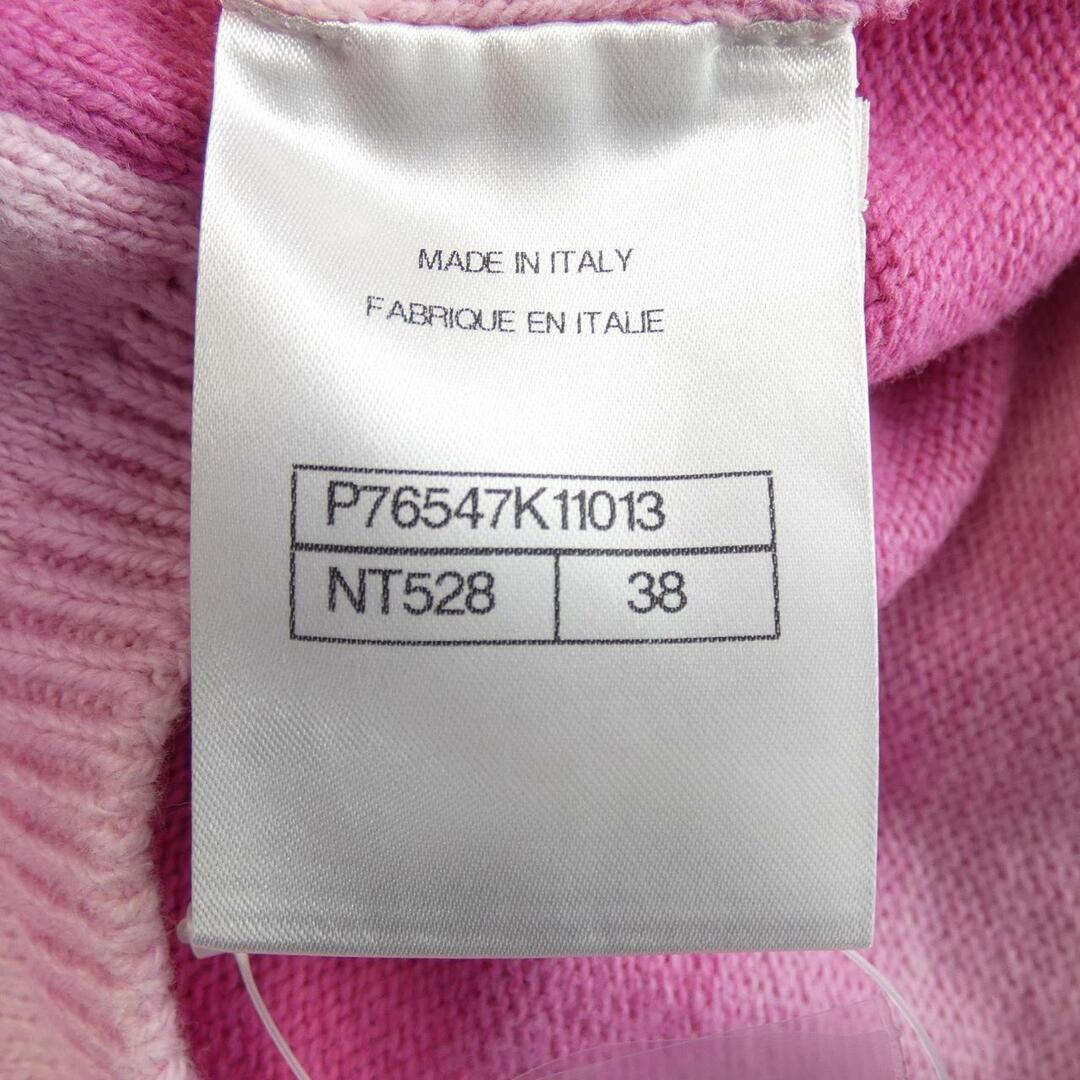 MADE IN ITALY
FABRIQUE EN ITALIE
P76547K11013
NT528 38